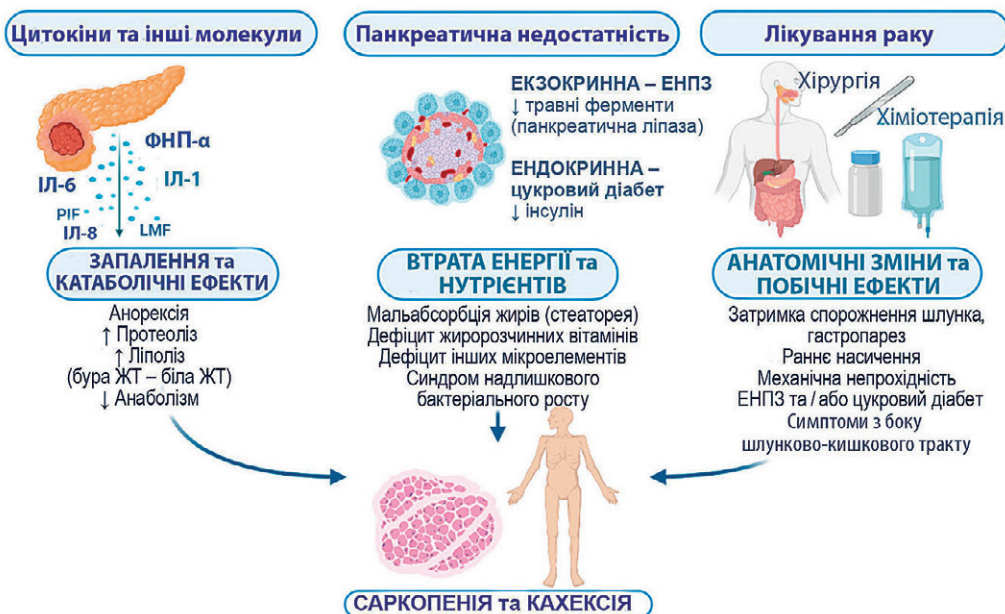 Цитокіни та інші молекули
ФНП-α
ІЛ-6
ІЛ-1
PIF
ІЛ-8
LMF
ЗАПАЛЕННЯ та
КАТАБОЛІЧНІ ЕФЕКТИ
Анорексія
↑ Протеоліз
↑ Ліполіз
(бура ЖТ – біла ЖТ)
↓ Анаболізм
Панкреатична недостатність
ЕКЗОКРИННА – ЕНПЗ
↓ травні ферменти
(панкреатична ліпаза)
ЕНДОКРИННА –
цукровий діабет
↓ інсулін
ВТРАТА ЕНЕРГІЇ та
НУТРІЄНТІВ
Мальабсорбція жирів (стеаторея)
Дефіцит жиророзчинних вітамінів
Дефіцит інших мікроелементів
Синдром надлишкового
бактеріального росту
Лікування раку
Хірургія
Хіміотерапія
АНАТОМІЧНІ ЗМІНИ та
ПОБІЧНІ ЕФЕКТИ
Затримка спорожнення шлунка,
гастропарез
Раннє насичення
Механічна непрохідність
ЕНПЗ та / або цукровий діабет
Симптоми з боку
шлунково-кишкового тракту
САРКОПЕНІЯ та КАХЕКСІЯ